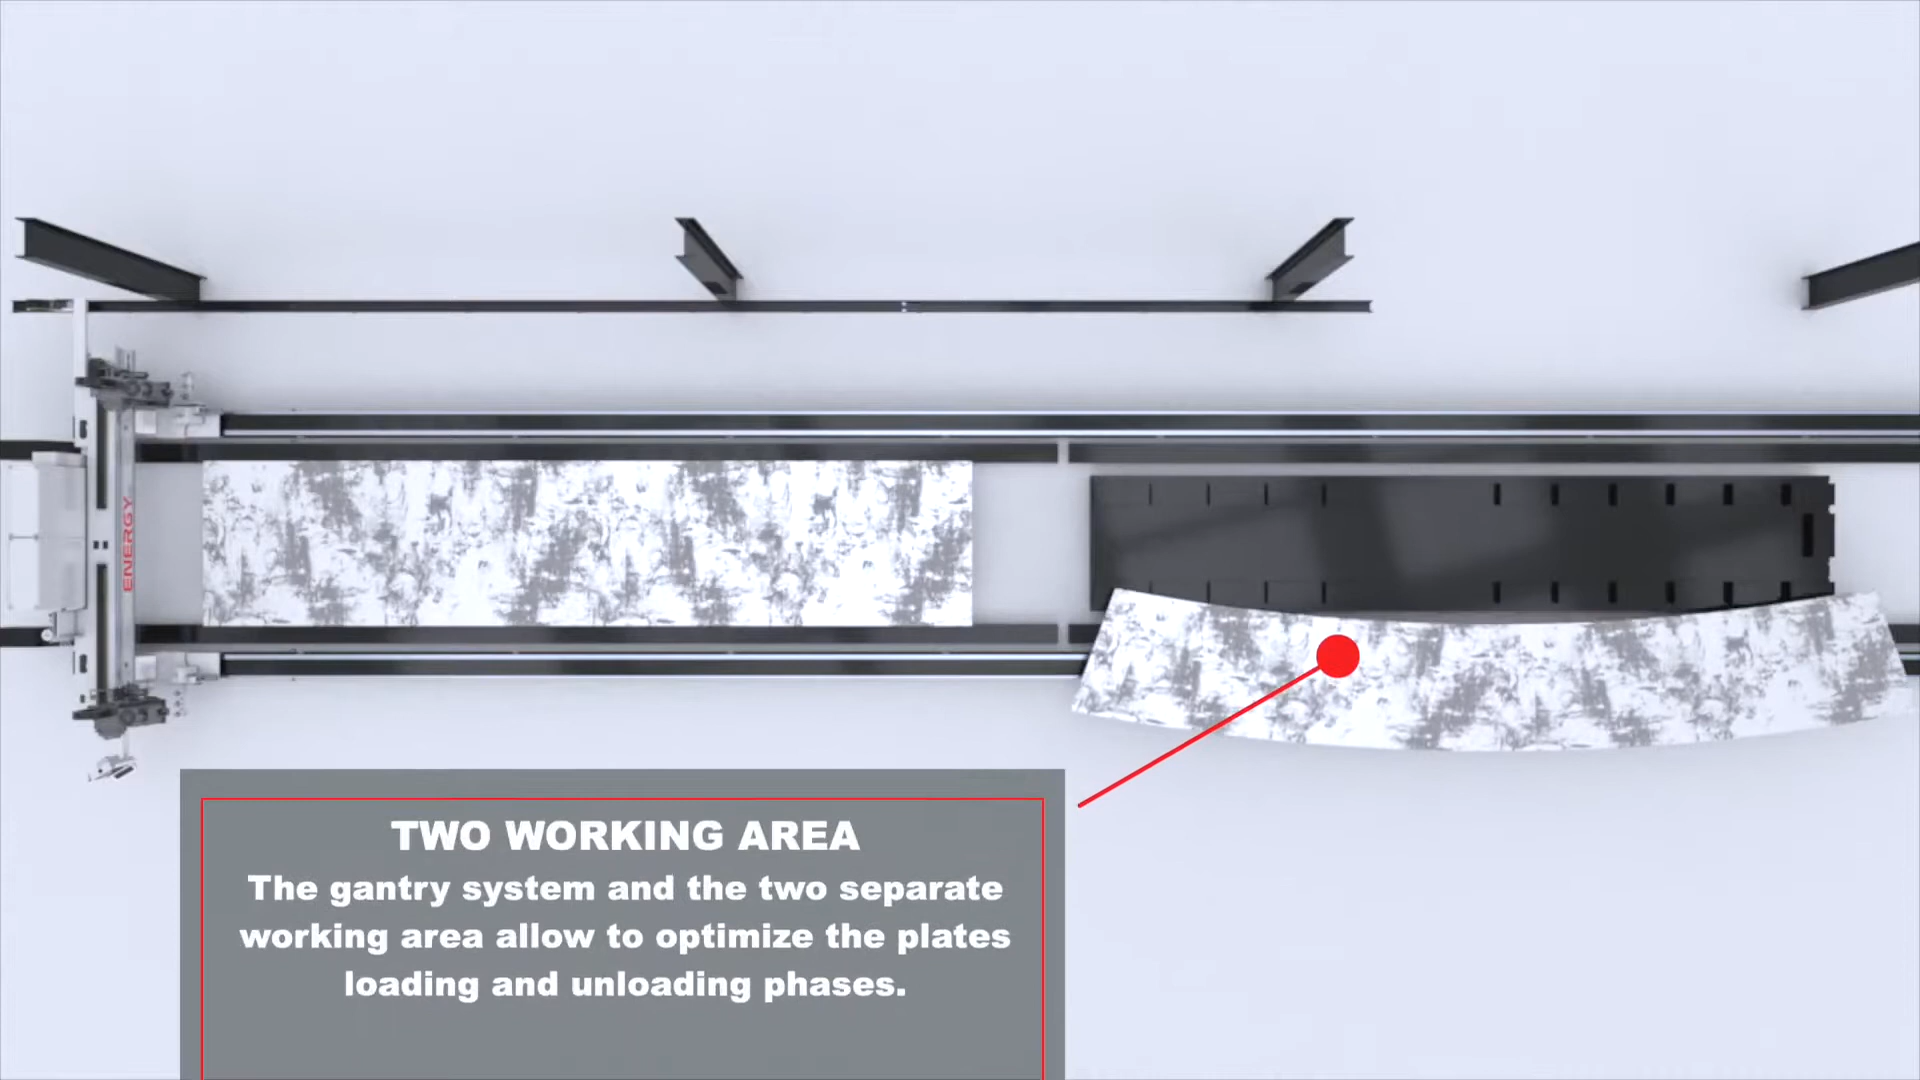 ENERGY
TWO WORKING AREA
The gantry system and the two separate
working area allow to optimize the plates
loading and unloading phases.